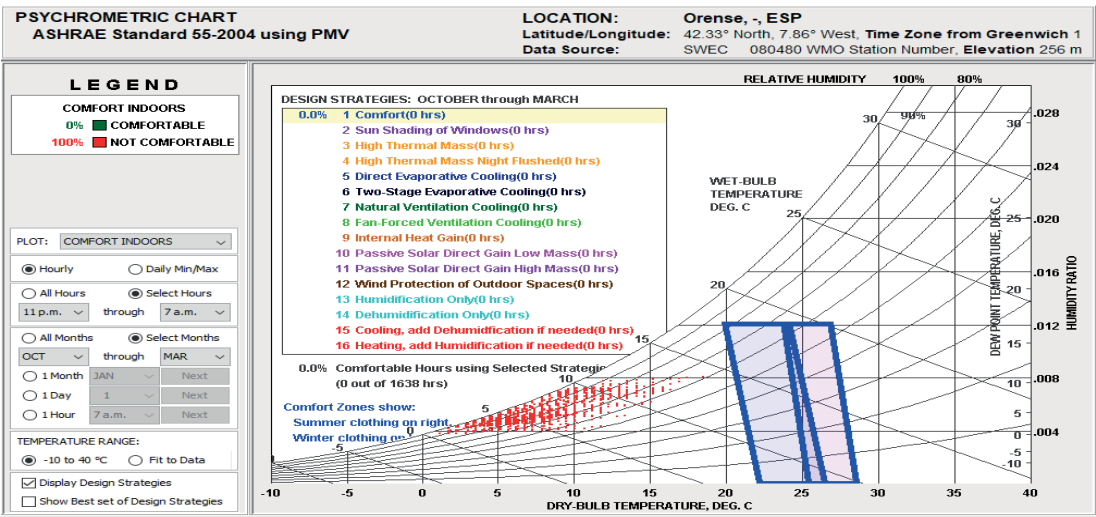 PSYCHROMETRIC CHART
ASHRAE Standard 55-2004 using PMV
LOCATION: Orense, -, ESP
Latitude/Longitude: 42.33° North, 7.86° West, Time Zone from Greenwich 1
Data Source: SWEC 080480 WMO Station Number, Elevation 256 m
LEGEND
COMFORT INDOORS
0% COMFORTABLE
100% NOT COMFORTABLE
PLOT: COMFORT INDOORS
Hourly Daily Min/Max
All Hours Select Hours
11 p.m. through 7 a.m.
All Months Select Months
OCT through MAR
1 Month JAN Next
1 Day 1 Next
1 Hour 7 a.m. Next
TEMPERATURE RANGE:
-10 to 40 °C Fit to Data
Display Design Strategies
Show Best set of Design Strategies
RELATIVE HUMIDITY 100% 80%
90%
DESIGN STRATEGIES: OCTOBER through MARCH
0.0% 1 Comfort(0 hrs)
2 Sun Shading of Windows(0 hrs)
3 High Thermal Mass(0 hrs)
4 High Thermal Mass Night Flushed(0 hrs)
5 Direct Evaporative Cooling(0 hrs)
6 Two-Stage Evaporative Cooling(0 hrs)
7 Natural Ventilation Cooling(0 hrs)
8 Fan-Forced Ventilation Cooling(0 hrs)
9 Internal Heat Gain(0 hrs)
10 Passive Solar Direct Gain Low Mass(0 hrs)
11 Passive Solar Direct Gain High Mass(0 hrs)
12 Wind Protection of Outdoor Spaces(0 hrs)
13 Humidification Only(0 hrs)
14 Dehumidification Only(0 hrs)
15 Cooling, add Dehumidfication if needed(0 hrs)
16 Heating, add Humidification if needed(0 hrs)
0.0% Comfortable Hours using Selected Strategie
(0 out of 1638 hrs)
Comfort Zones show:
Summer clothing on right,
Winter clothing on
WET-BULB
TEMPERATURE
DEG. C
-5
0
5
10
15
20
25
30
DEW POINT TEMPERATURE, DEG. C
30
25
20
15
10
5
0
-5
-10
HUMIDITY RATIO
.028
.024
.020
.016
.012
.008
.004
-10 -5 0 5 10 15 20 25 30 35 40
DRY-BULB TEMPERATURE, DEG. C